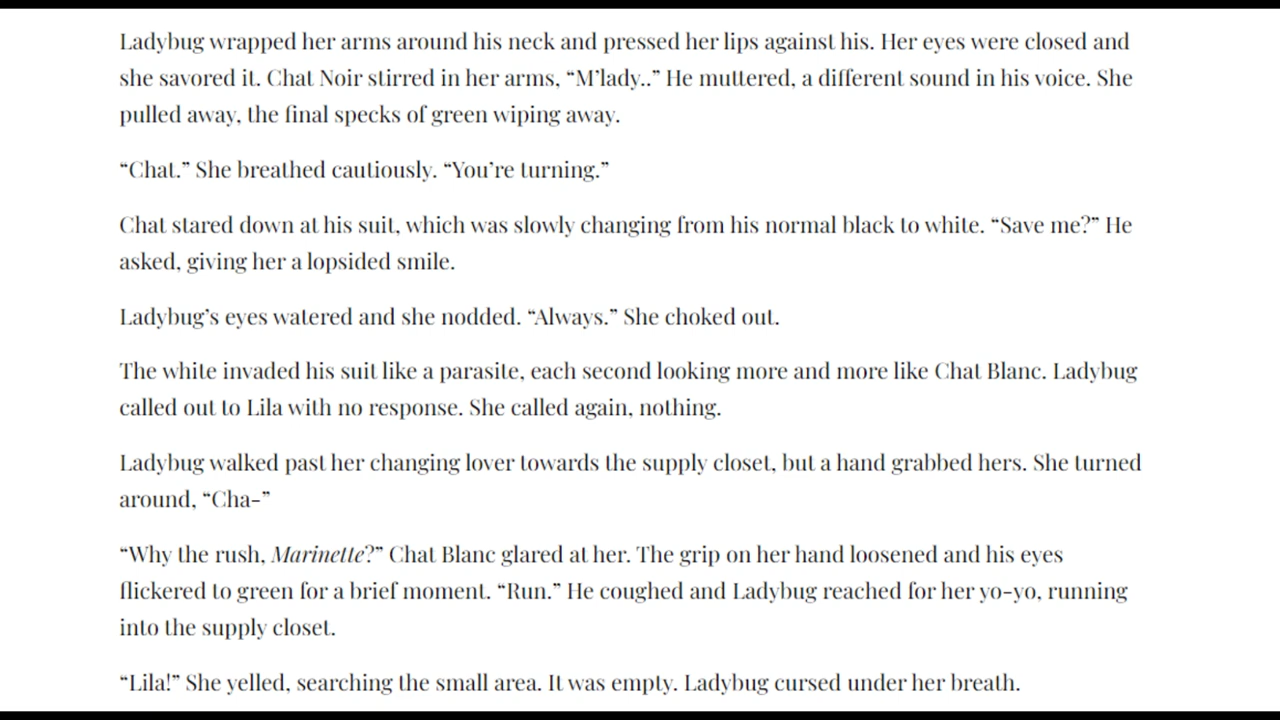 Ladybug wrapped her arms around his neck and pressed her lips against his. Her eyes were closed and
she savored it. Chat Noir stirred in her arms, “M’lady..” He muttered, a different sound in his voice. She
pulled away, the final specks of green wiping away.
“Chat.” She breathed cautiously. “You’re turning.”
Chat stared down at his suit, which was slowly changing from his normal black to white. “Save me?” He
asked, giving her a lopsided smile.
Ladybug’s eyes watered and she nodded. “Always.” She choked out.
The white invaded his suit like a parasite, each second looking more and more like Chat Blanc. Ladybug
called out to Lila with no response. She called again, nothing.
Ladybug walked past her changing lover towards the supply closet, but a hand grabbed hers. She turned
around, “Cha-”
“Why the rush, Marinette?” Chat Blanc glared at her. The grip on her hand loosened and his eyes
flickered to green for a brief moment. “Run.” He coughed and Ladybug reached for her yo-yo, running
into the supply closet.
“Lila!” She yelled, searching the small area. It was empty. Ladybug cursed under her breath.